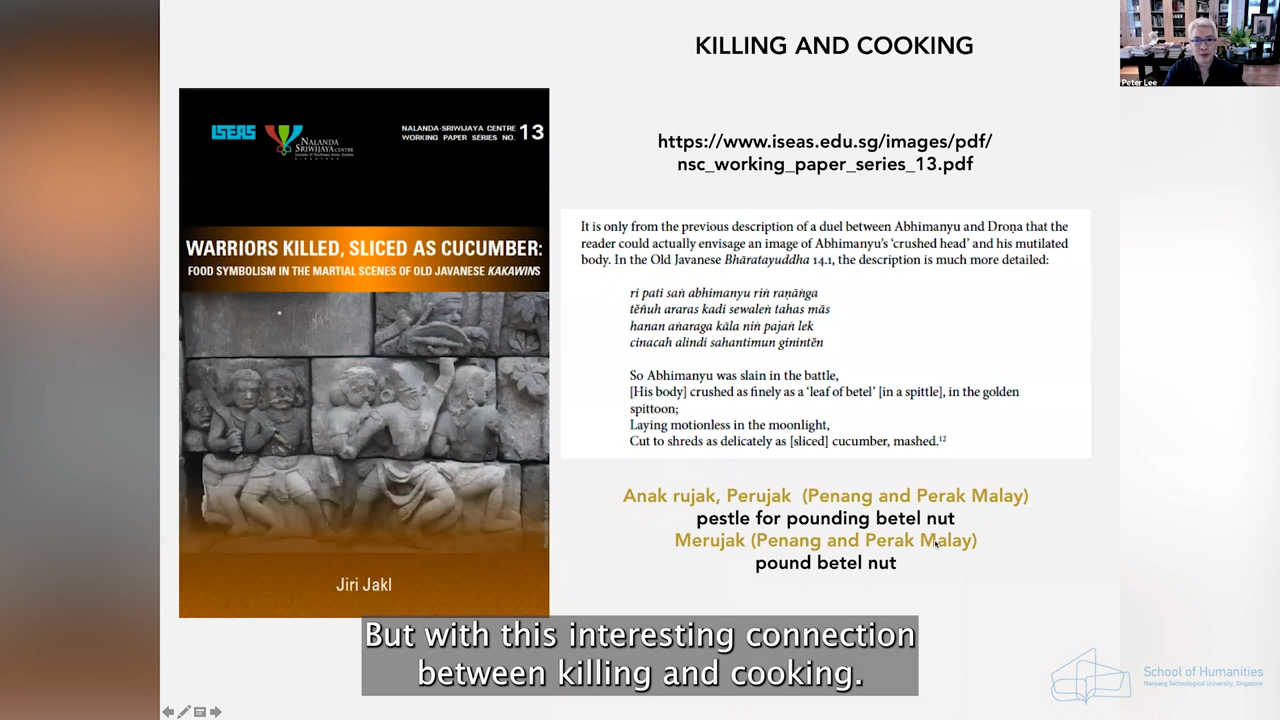 KILLING AND COOKING
Peter Lee
ISEAS
NALANDA
SRIWIJAYA CENTRE
NALANDA-SRIWIJAYA CENTRE
WORKING PAPER SERIES NO. 13
WARRIORS KILLED, SLICED AS CUCUMBER:
FOOD SYMBOLISM IN THE MARTIAL SCENES OF OLD JAVANESE KAKAWINS
Jiri Jakl
https://www.iseas.edu.sg/images/pdf/
nsc_working_paper_series_13.pdf
It is only from the previous description of a duel between Abhimanyu and Droṇa that the
reader could actually envisage an image of Abhimanyu's 'crushed head' and his mutilated
body. In the Old Javanese Bhāratayuddha 14.1, the description is much more detailed:
ri pati saṅ abhimanyu riṅ raṇāṅga
tĕñuh araras kadi sewaleṅ tahas mās
hanan aṅaraga kāla niṅ pajaṅ lek
cinacah alindi sahantimun ginintĕn
So Abhimanyu was slain in the battle,
[His body] crushed as finely as a 'leaf of betel' [in a spittle], in the golden
spittoon;
Laying motionless in the moonlight,
Cut to shreds as delicately as [sliced] cucumber, mashed.12
Anak rujak, Perujak (Penang and Perak Malay)
pestle for pounding betel nut
Merujak (Penang and Perak Malay)
pound betel nut
But with this interesting connection
between killing and cooking.
School of Humanities
Nanyang Technological University, Singapore